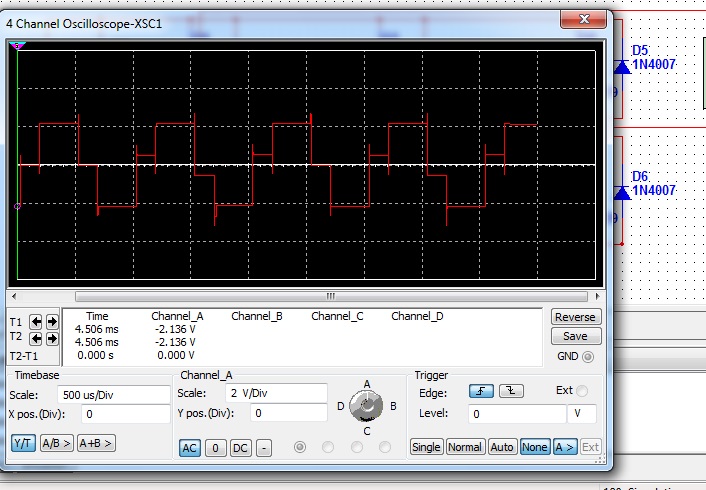 4 Channel Oscilloscope-XSC1
D5
1N4007
D6
1N4007
Time Channel_A Channel_B Channel_C Channel_D
T1 4.506 ms -2.136 V
T2 4.506 ms -2.136 V
T2-T1 0.000 s 0.000 V
Reverse
Save
GND
Timebase
Scale: 500 us/Div
X pos.(Div): 0
Y/T A/B > A+B >
Channel_A
Scale: 2 V/Div
Y pos.(Div): 0
A
D B
C
AC 0 DC -
Trigger
Edge: Ext
Level: 0 V
Single Normal Auto None A > Ext